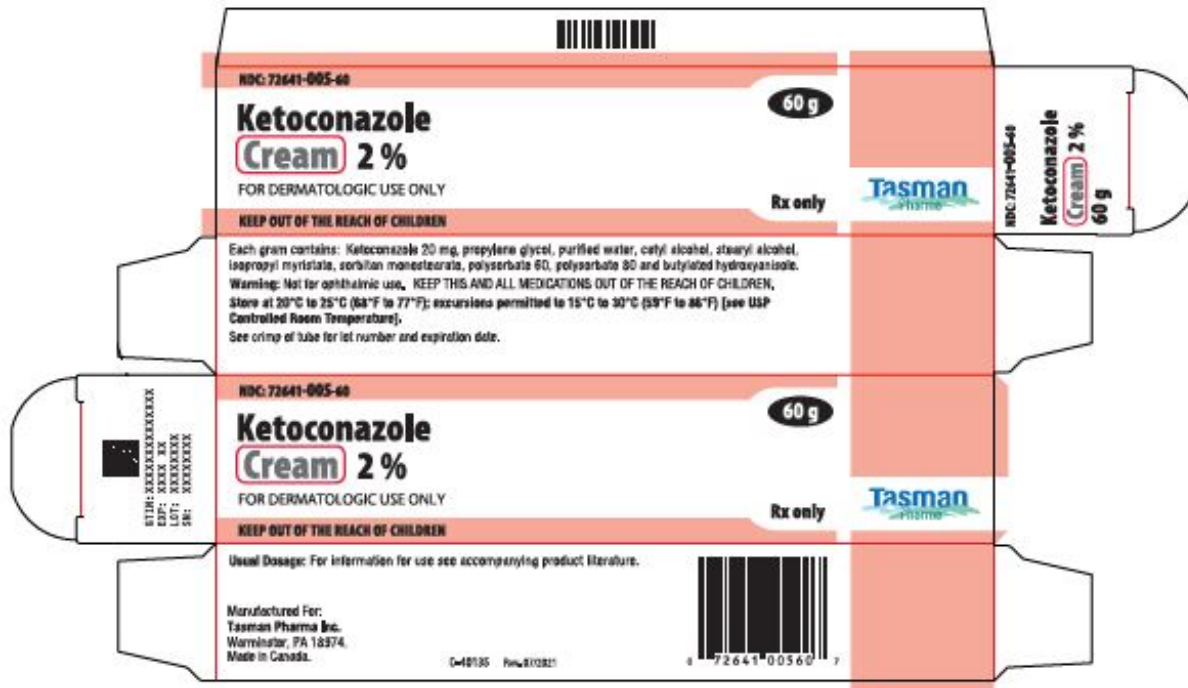 NDC: 72641-005-60
Ketoconazole
Cream 2 %
FOR DERMATOLOGIC USE ONLY
KEEP OUT OF THE REACH OF CHILDREN
60 g
Rx only
Tasman
Pharma
NDC: 72641-005-60
Ketoconazole
Cream 2 %
60 g
Each gram contains: Ketoconazole 20 mg, propylene glycol, purified water, cetyl alcohol, stearyl alcohol,
isopropyl myristate, sorbitan monostearate, polysorbate 60, polysorbate 80 and butylated hydroxyanisole.
Warning: Not for ophthalmic use. KEEP THIS AND ALL MEDICATIONS OUT OF THE REACH OF CHILDREN.
Store at 20°C to 25°C (68°F to 77°F); excursions permitted to 15°C to 30°C (59°F to 86°F) [see USP
Controlled Room Temperature].
See crimp of tube for lot number and expiration date.
GTIN: XXXXXXXXXXXXXX
EXP: XXXX XX
LOT: XXXXXXXX
SN: XXXXXXXX
NDC: 72641-005-60
Ketoconazole
Cream 2 %
FOR DERMATOLOGIC USE ONLY
KEEP OUT OF THE REACH OF CHILDREN
60 g
Rx only
Tasman
Pharma
Usual Dosage: For information for use see accompanying product literature.
Manufactured For:
Tasman Pharma Inc.
Warminster, PA 18974.
Made in Canada.
C-40135 Rev. 07/2021
0 72641 00560 7